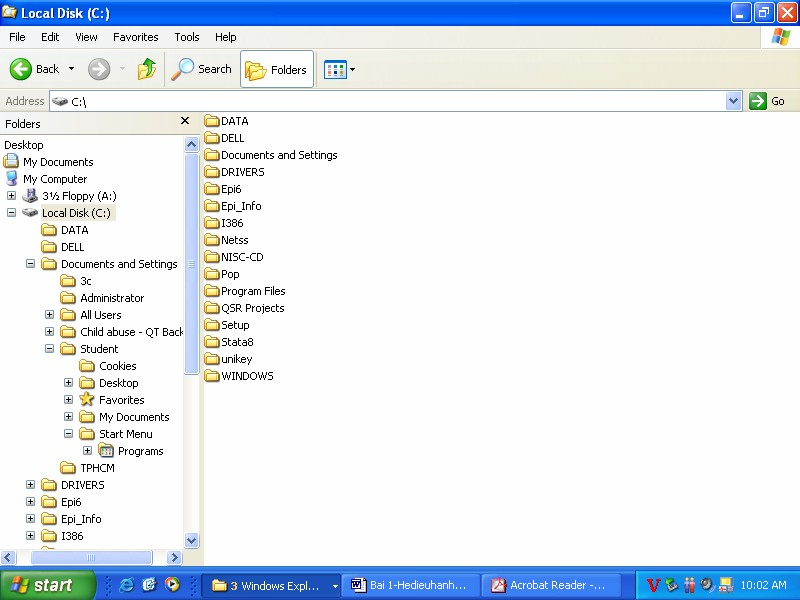 Local Disk (C:)
File Edit View Favorites Tools Help
Back Search Folders
Address C:\ Go
Folders
Desktop
My Documents
My Computer
3½ Floppy (A:)
Local Disk (C:)
DATA
DELL
Documents and Settings
3c
Administrator
All Users
Child abuse - QT Back
Student
Cookies
Desktop
Favorites
My Documents
Start Menu
Programs
TPHCM
DRIVERS
Epi6
Epi_Info
I386
DATA
DELL
Documents and Settings
DRIVERS
Epi6
Epi_Info
I386
Netss
NISC-CD
Pop
Program Files
QSR Projects
Setup
Stata8
unikey
WINDOWS
start 3 Windows Expl... Bai 1-Hedieuhanh... Acrobat Reader - ... V 10:02 AM